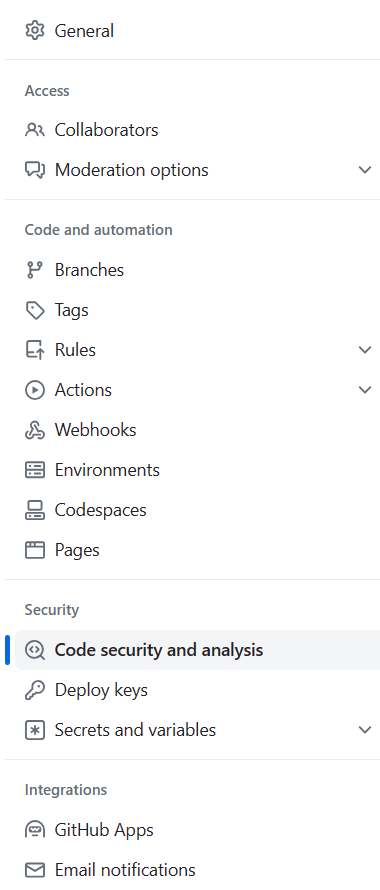 General
Access
Collaborators
Moderation options
Code and automation
Branches
Tags
Rules
Actions
Webhooks
Environments
Codespaces
Pages
Security
Code security and analysis
Deploy keys
Secrets and variables
Integrations
GitHub Apps
Email notifications